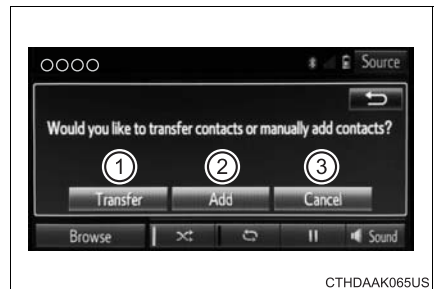 ○○○○ Source
Would you like to transfer contacts or manually add contacts?
1 2 3
Transfer Add Cancel
Browse Sound
CTHDAAK065US